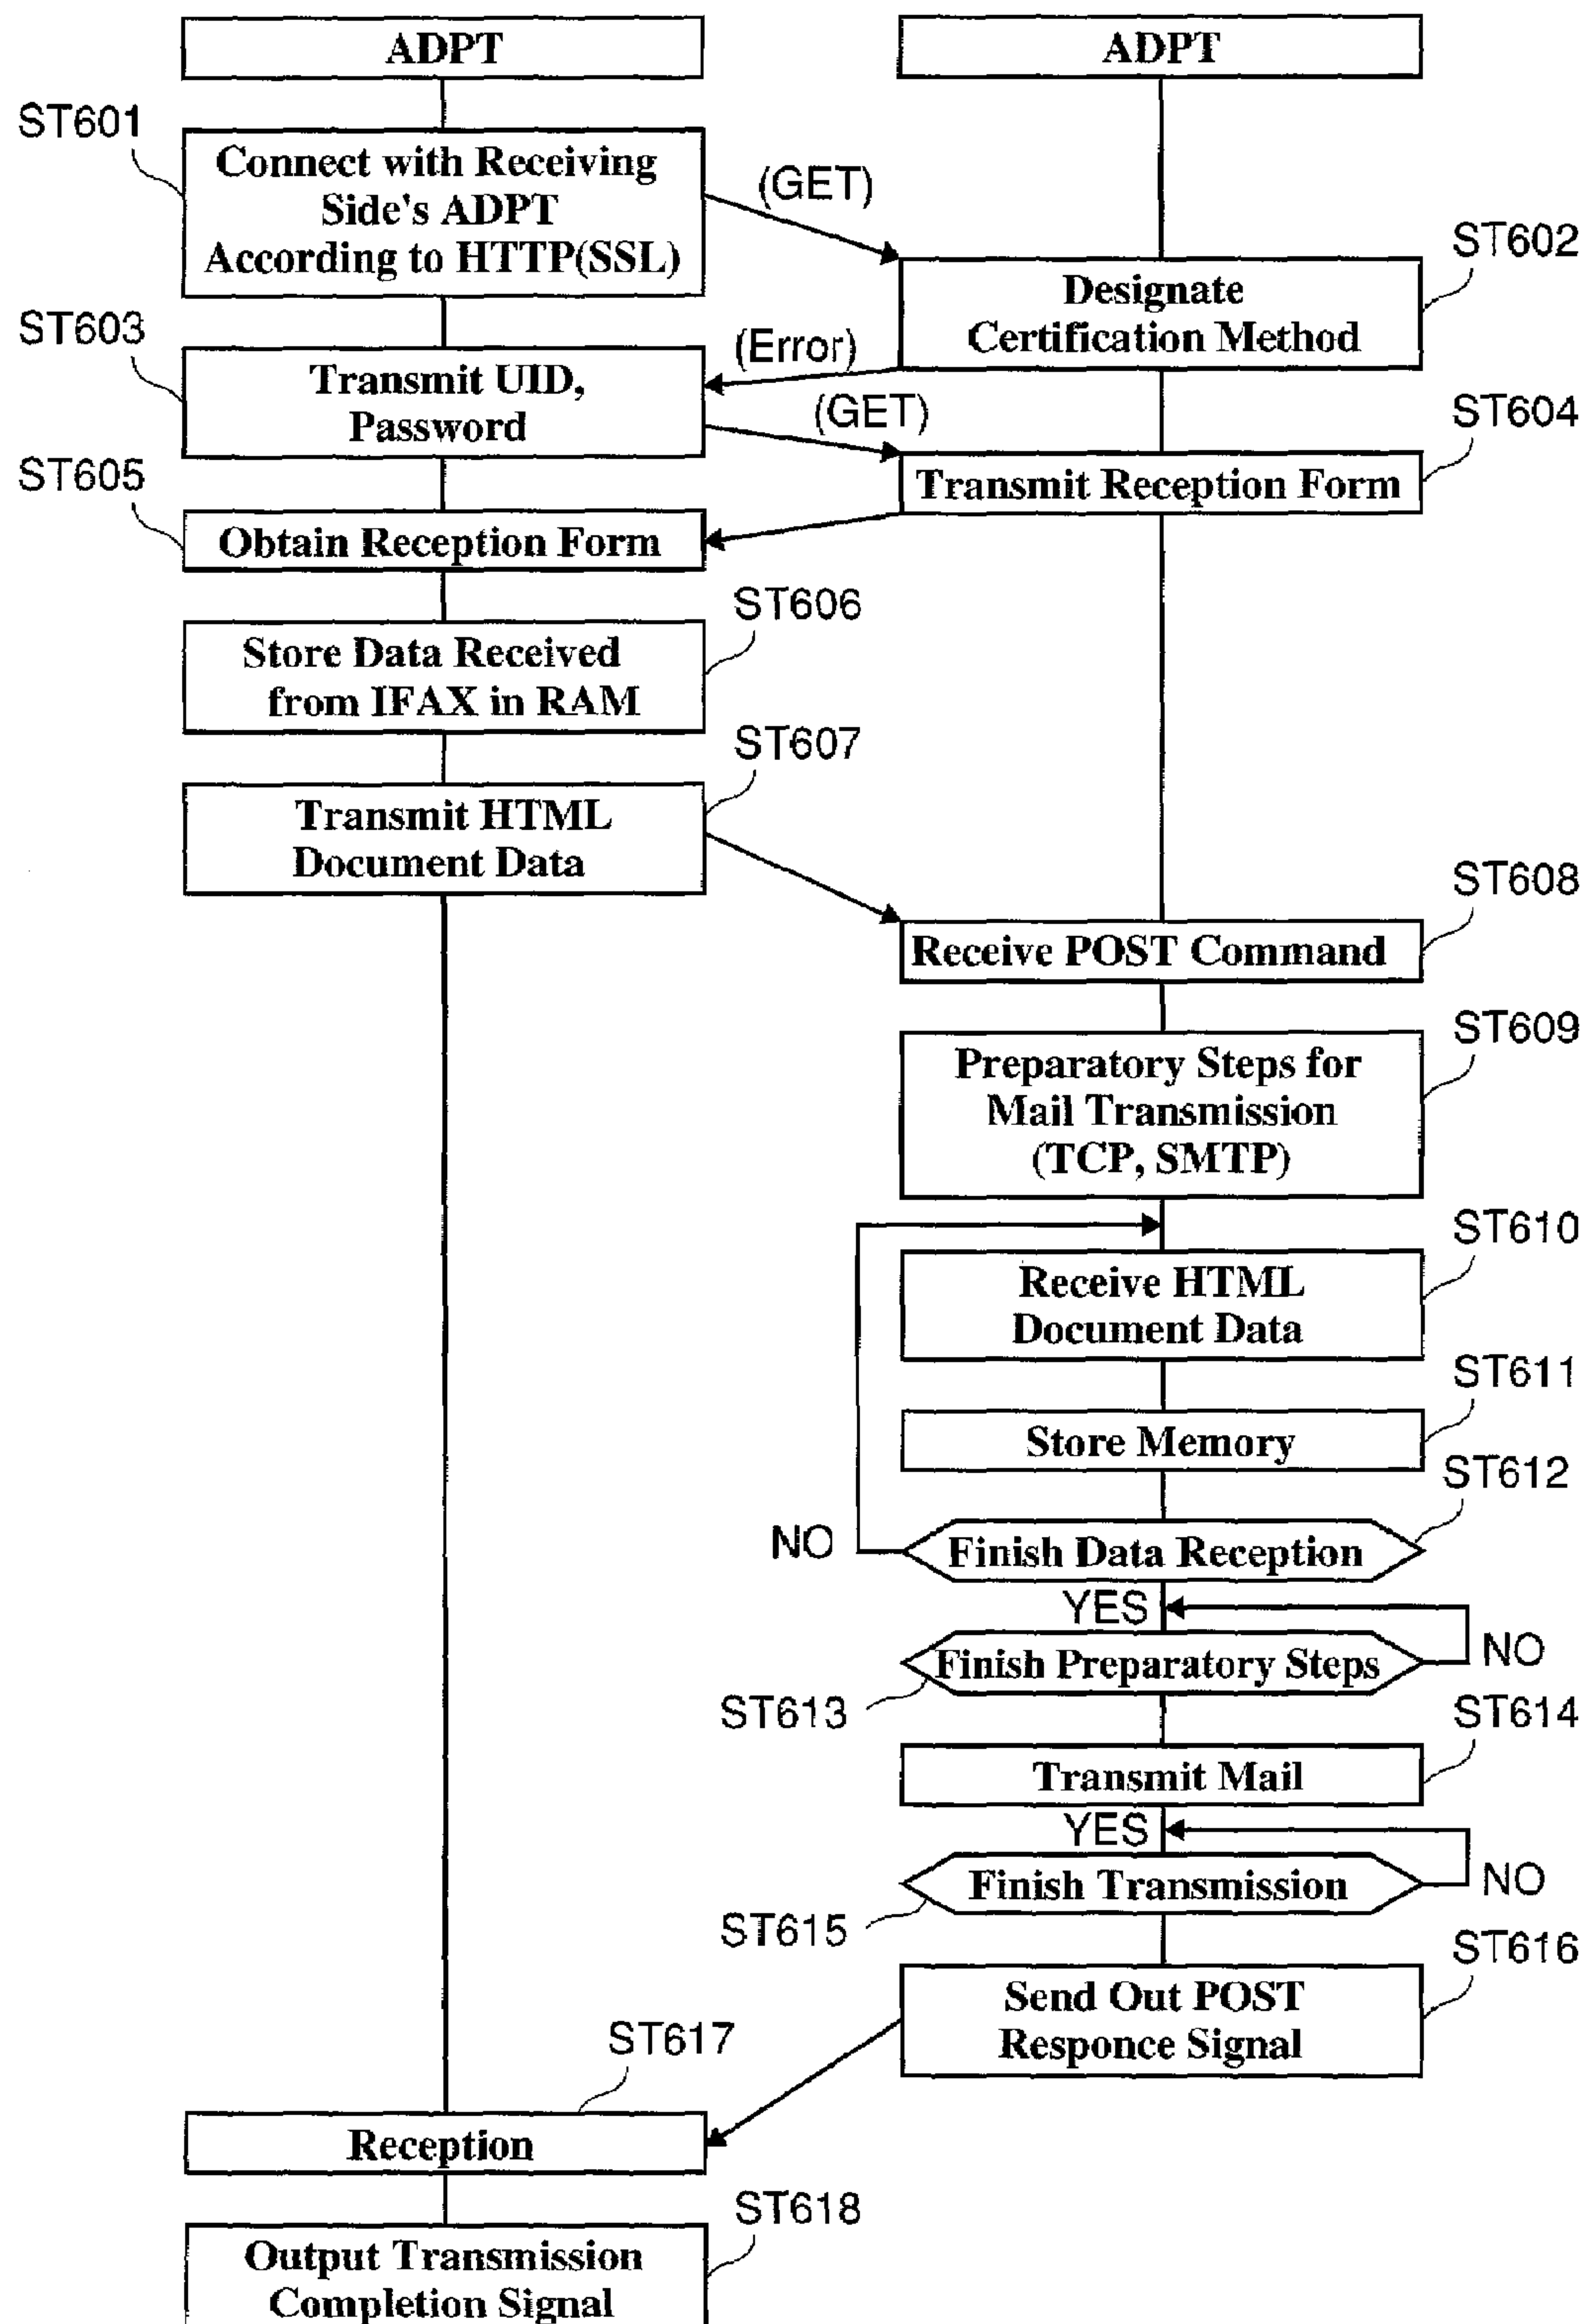 ADPT
ADPT
ST601
Connect with Receiving
Side's ADPT
According to HTTP(SSL)
(GET)
ST602
Designate
Certification Method
ST603
(Error)
Transmit UID,
Password
(GET)
ST604
Transmit Reception Form
ST605
Obtain Reception Form
ST606
Store Data Received
from IFAX in RAM
ST607
Transmit HTML
Document Data
ST608
Receive POST Command
ST609
Preparatory Steps for
Mail Transmission
(TCP, SMTP)
ST610
Receive HTML
Document Data
ST611
Store Memory
ST612
NO
Finish Data Reception
YES
NO
Finish Preparatory Steps
ST613
ST614
Transmit Mail
YES
NO
Finish Transmission
ST615
ST616
Send Out POST
Responce Signal
ST617
Reception
ST618
Output Transmission
Completion Signal